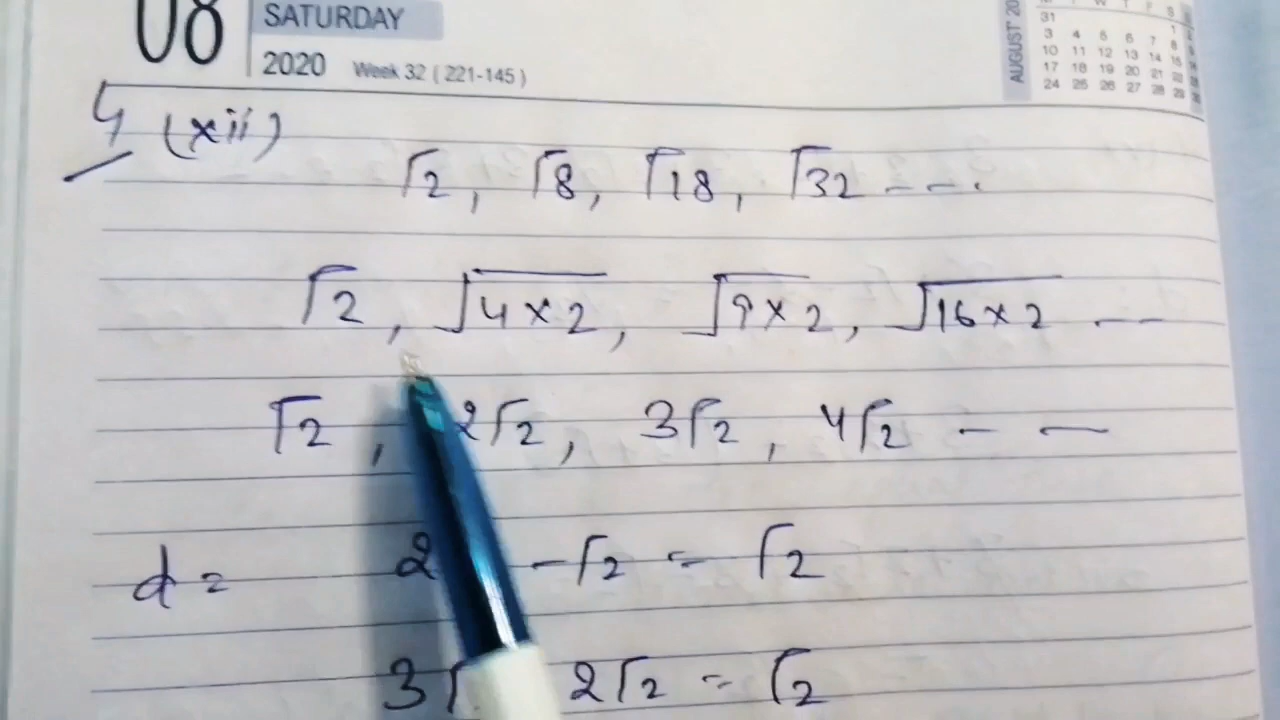 08 SATURDAY
2020 Week 32 (221-145)
AUGUST' 20
31
3 4 5 6 7 8
10 11 12 13 14 15
17 18 19 20 21 22
24 25 26 27 28 29
4 (xii)
√2, √8, √18, √32 ----
√2, √4×2, √9×2, √16×2 ---
√2, 2√2, 3√2, 4√2 — —
d = 2 -√2 = √2
3√ 2√2 = √2